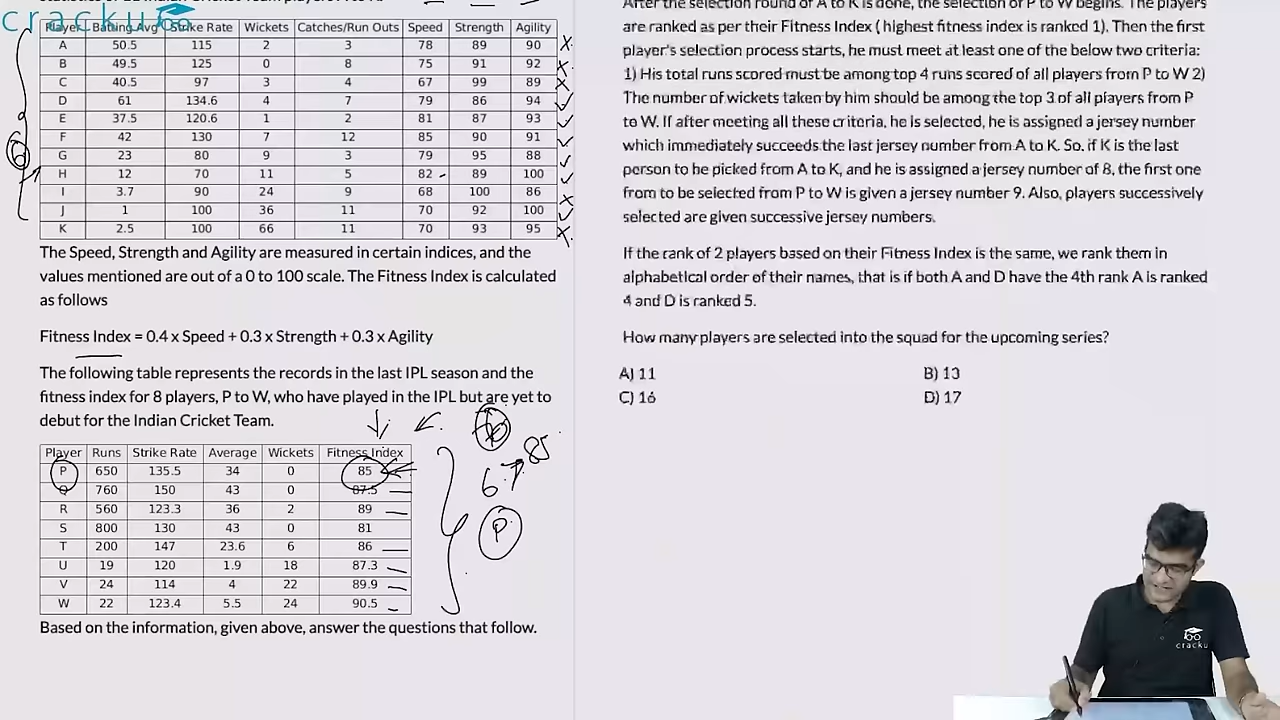 cracku
Player Batting Avg Strike Rate Wickets Catches/Run Outs Speed Strength Agility
A 50.5 115 2 3 78 89 90
B 49.5 125 0 8 75 91 92
C 40.5 97 3 4 67 99 89
D 61 134.6 4 7 79 86 94
E 37.5 120.6 1 2 81 87 93
F 42 130 7 12 85 90 91
G 23 80 9 3 79 95 88
H 12 70 11 5 82 89 100
I 3.7 90 24 9 68 100 86
J 1 100 36 11 70 92 100
K 2.5 100 66 11 70 93 95
The Speed, Strength and Agility are measured in certain indices, and the
values mentioned are out of a 0 to 100 scale. The Fitness Index is calculated
as follows
Fitness Index = 0.4 x Speed + 0.3 x Strength + 0.3 x Agility
The following table represents the records in the last IPL season and the
fitness index for 8 players, P to W, who have played in the IPL but are yet to
debut for the Indian Cricket Team.
Player Runs Strike Rate Average Wickets Fitness Index
P 650 135.5 34 0 85
Q 760 150 43 0 87.5
R 560 123.3 36 2 89
S 800 130 43 0 81
T 200 147 23.6 6 86
U 19 120 1.9 18 87.3
V 24 114 4 22 89.9
W 22 123.4 5.5 24 90.5
Based on the information, given above, answer the questions that follow.
6
85
P
After the selection round of A to K is done, the selection of P to W begins. The players
are ranked as per their Fitness Index ( highest fitness index is ranked 1). Then the first
player's selection process starts, he must meet at least one of the below two criteria:
1) His total runs scored must be among top 4 runs scored of all players from P to W 2)
The number of wickets taken by him should be among the top 3 of all players from P
to W. If after meeting all these criteria, he is selected, he is assigned a jersey number
which immediately succeeds the last jersey number from A to K. So, if K is the last
person to be picked from A to K, and he is assigned a jersey number of 8, the first one
from to be selected from P to W is given a jersey number 9. Also, players successively
selected are given successive jersey numbers.
If the rank of 2 players based on their Fitness Index is the same, we rank them in
alphabetical order of their names, that is if both A and D have the 4th rank A is ranked
4 and D is ranked 5.
How many players are selected into the squad for the upcoming series?
A) 11 B) 13
C) 16 D) 17
cracku